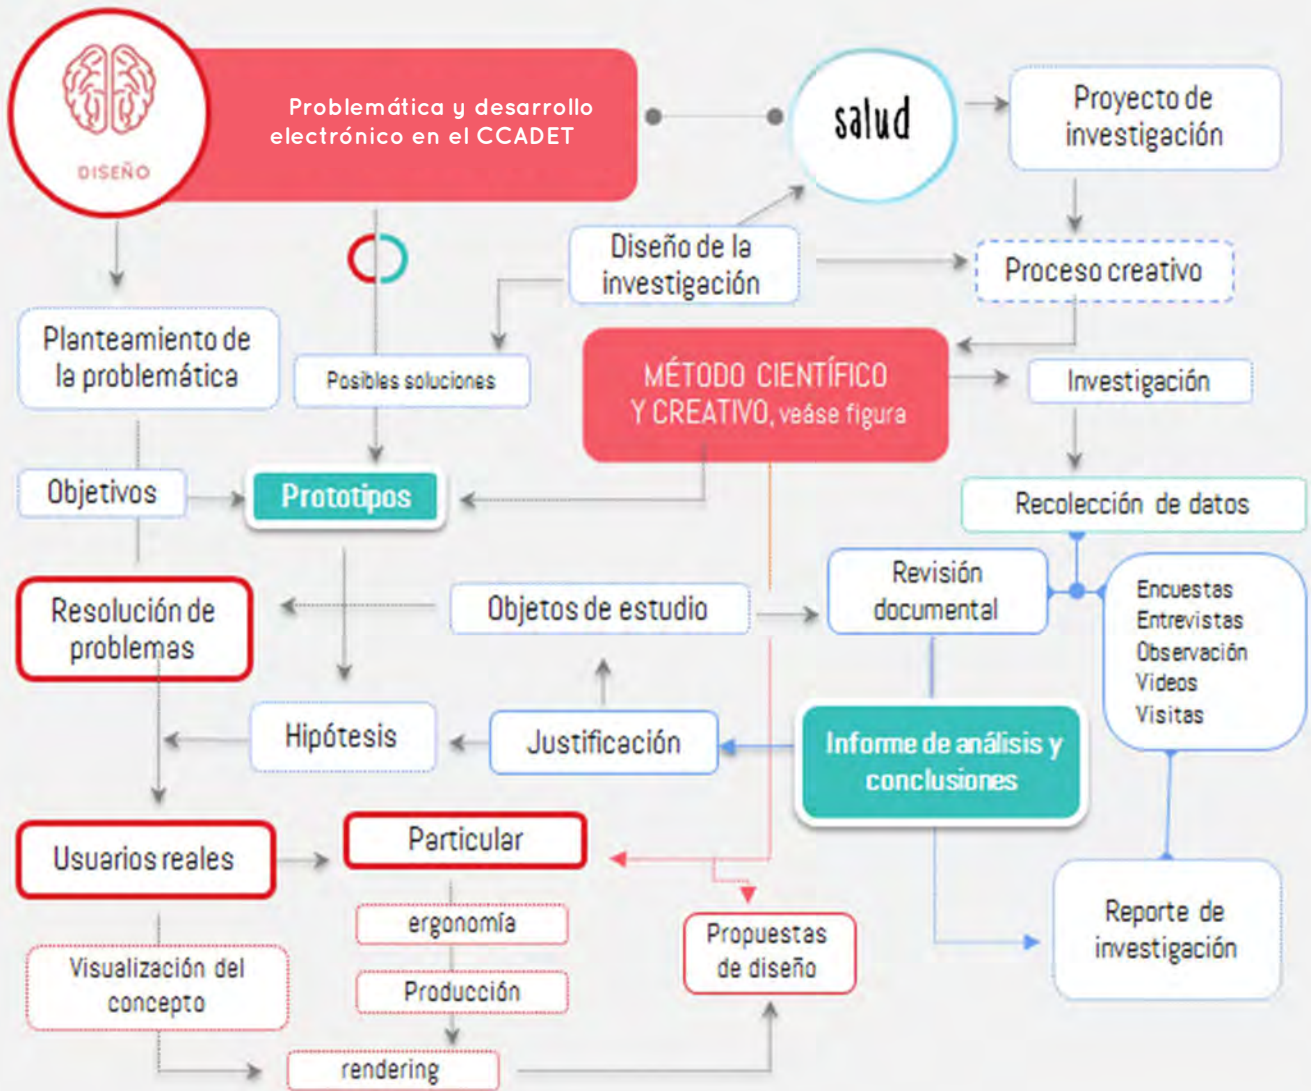 DISEÑO
Problemática y desarrollo
electrónico en el CCADET
salud
Proyecto de
investigación
Diseño de la
investigación
Proceso creativo
Planteamiento de
la problemática
Posibles soluciones
MÉTODO CIENTÍFICO
Y CREATIVO, veáse figura
Investigación
Objetivos
Prototipos
Recolección de datos
Resolución de
problemas
Objetos de estudio
Revisión
documental
Encuestas
Entrevistas
Observación
Videos
Visitas
Hipótesis
Justificación
Informe de análisis y
conclusiones
Usuarios reales
Particular
ergonomía
Producción
Visualización del
concepto
Propuestas
de diseño
Reporte de
investigación
rendering